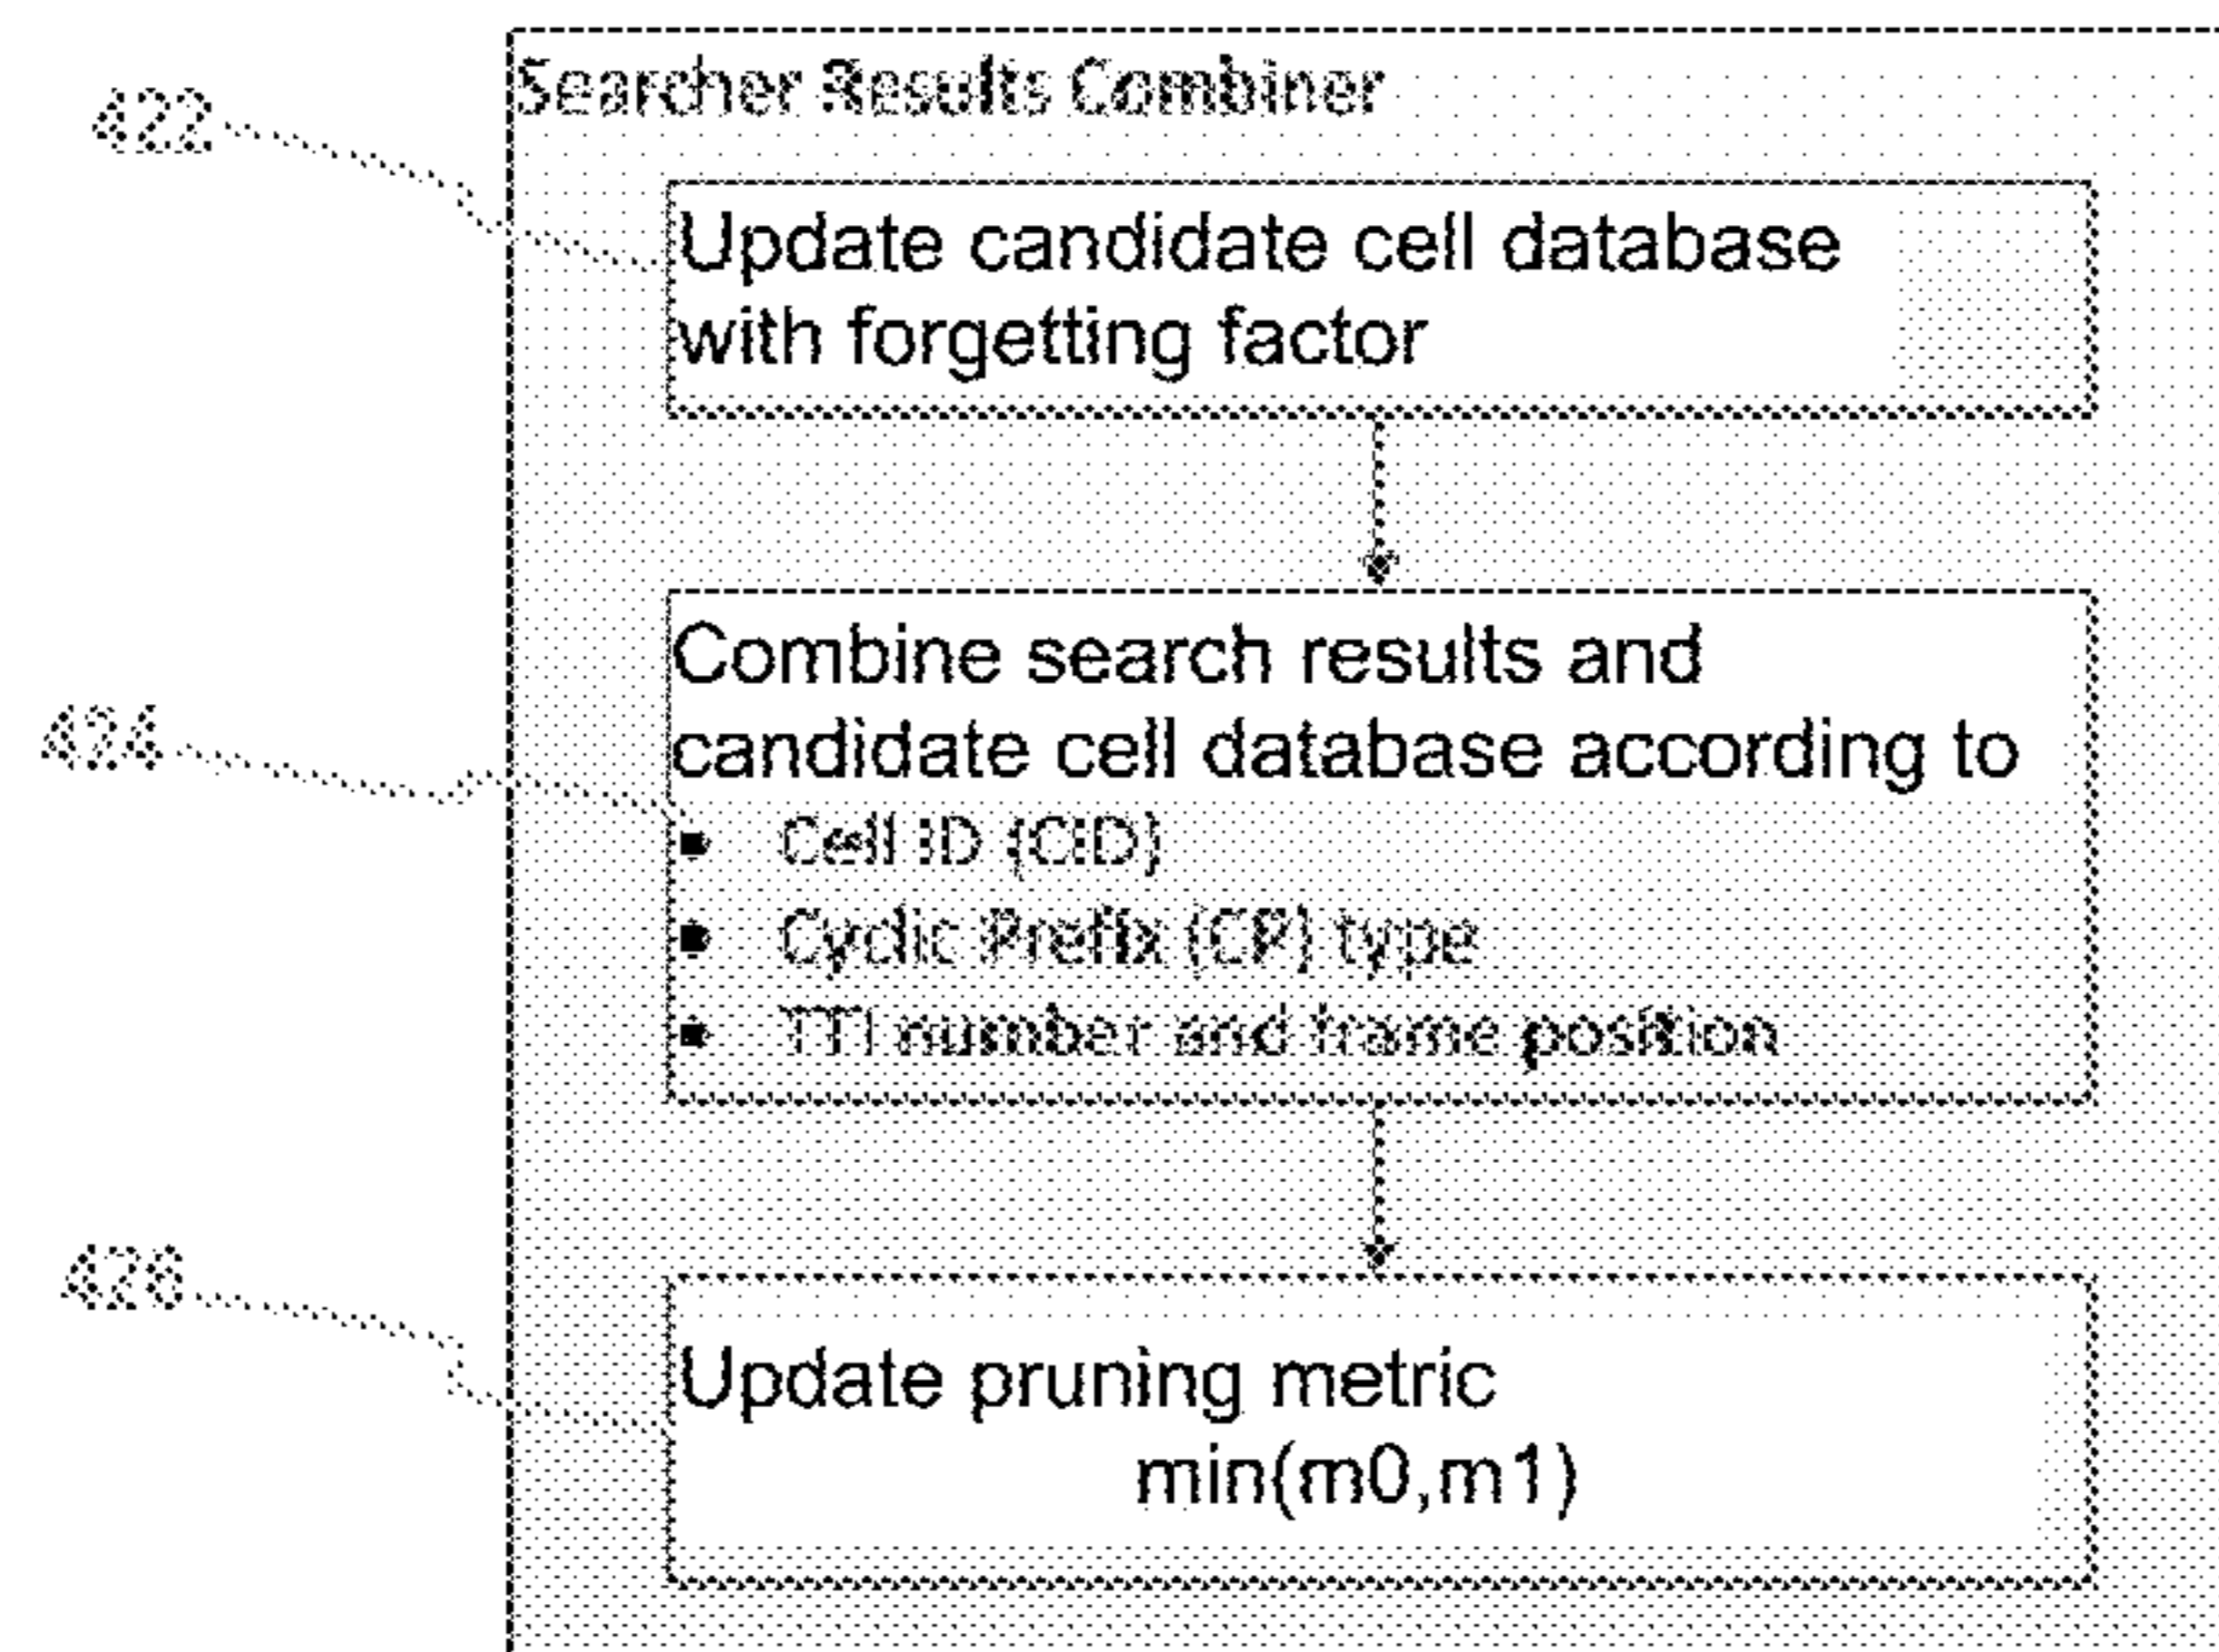 Searcher Results Combiner
422
Update candidate cell database
with forgetting factor
424
Combine search results and
candidate cell database according to
▪ Cell ID (CID)
▪ Cyclic Prefix (CP) type
▪ TTI number and frame position
426
Update pruning metric
min(m0,m1)